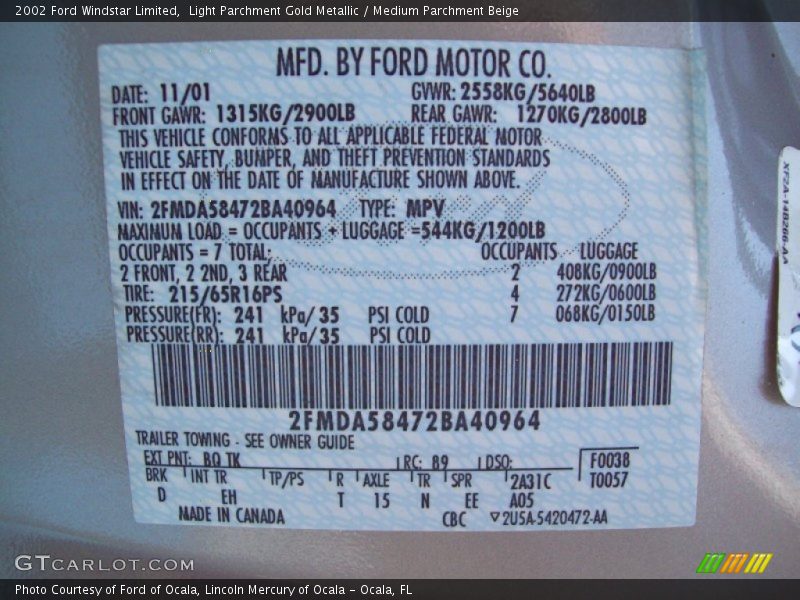 2002 Ford Windstar Limited,  Light Parchment Gold Metallic / Medium Parchment Beige
MFD. BY FORD MOTOR CO.
DATE: 11/01 GVWR: 2558KG/5640LB
FRONT GAWR: 1315KG/2900LB REAR GAWR: 1270KG/2800LB
THIS VEHICLE CONFORMS TO ALL APPLICABLE FEDERAL MOTOR
VEHICLE SAFETY, BUMPER, AND THEFT PREVENTION STANDARDS
IN EFFECT ON THE DATE OF MANUFACTURE SHOWN ABOVE.
VIN: 2FMDA58472BA40964 TYPE: MPV
MAXIMUM LOAD = OCCUPANTS + LUGGAGE =544KG/1200LB
OCCUPANTS = 7 TOTAL: OCCUPANTS LUGGAGE
2 FRONT, 2 2ND, 3 REAR 2 408KG/0900LB
TIRE: 215/65R16PS 4 272KG/0600LB
PRESSURE(FR): 241 kPa/ 35 PSI COLD 7 068KG/0150LB
PRESSURE(RR): 241 kPa/ 35 PSI COLD
2FMDA58472BA40964
TRAILER TOWING - SEE OWNER GUIDE
EXT PNT: BQ TK RC: 89 DSO: F0038
BRK INT TR TP/PS R AXLE TR SPR 2A31C T0057
D EH T 15 N EE A05
MADE IN CANADA CBC ▽2U5A-5420472-AA
XF2A-14B266-AA
GTCARLOT.COM
Photo Courtesy of Ford of Ocala, Lincoln Mercury of Ocala - Ocala, FL